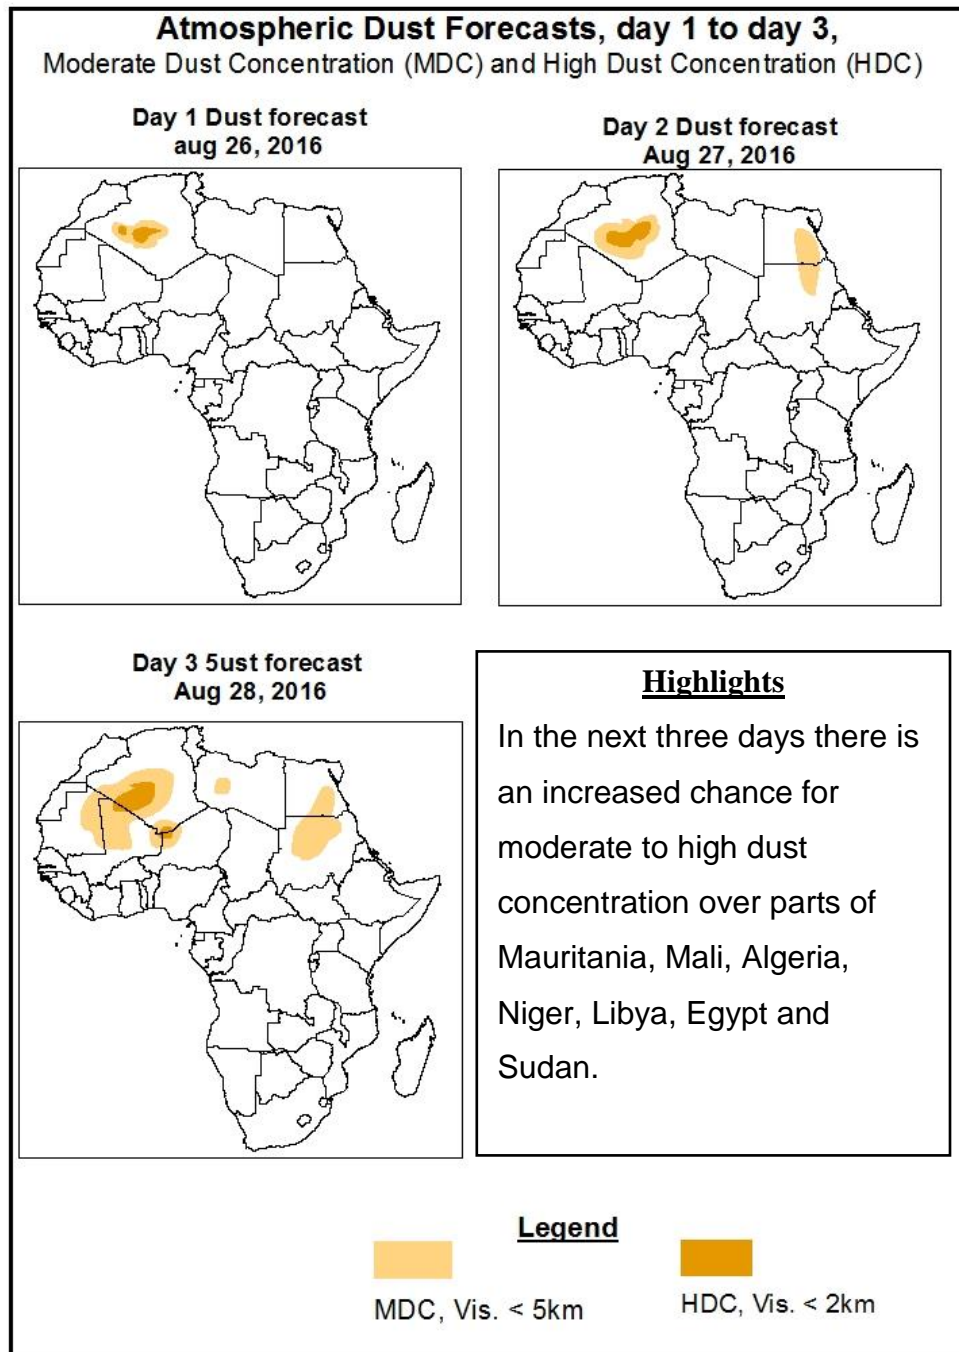 Atmospheric Dust Forecasts, day 1 to day 3,
Moderate Dust Concentration (MDC) and High Dust Concentration (HDC)
Day 1 Dust forecast
aug 26, 2016
Day 2 Dust forecast
Aug 27, 2016
Day 3 5ust forecast
Aug 28, 2016
Highlights
In the next three days there is
an increased chance for
moderate to high dust
concentration over parts of
Mauritania, Mali, Algeria,
Niger, Libya, Egypt and
Sudan.
Legend
MDC, Vis. < 5km
HDC, Vis. < 2km